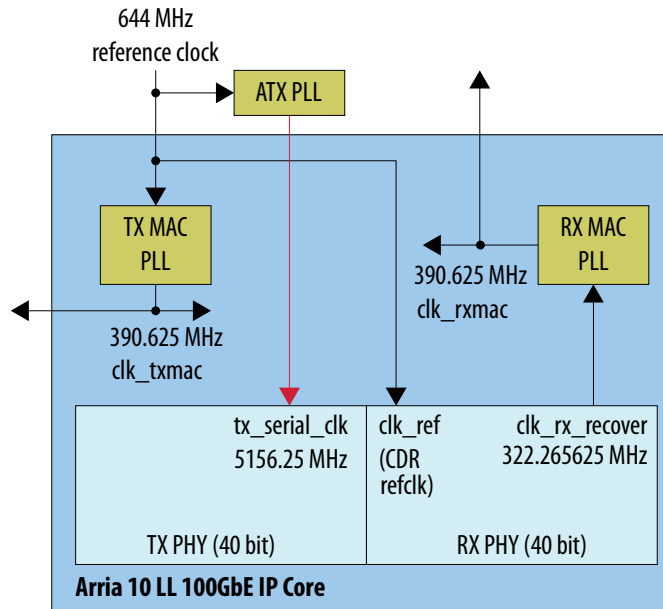 644 MHz
reference clock
ATX PLL
TX MAC
PLL
RX MAC
PLL
390.625 MHz
clk_rxmac
390.625 MHz
clk_txmac
tx_serial_clk
5156.25 MHz
clk_ref
(CDR
refclk)
clk_rx_recover
322.265625 MHz
TX PHY (40 bit)
RX PHY (40 bit)
Arria 10 LL 100GbE IP Core